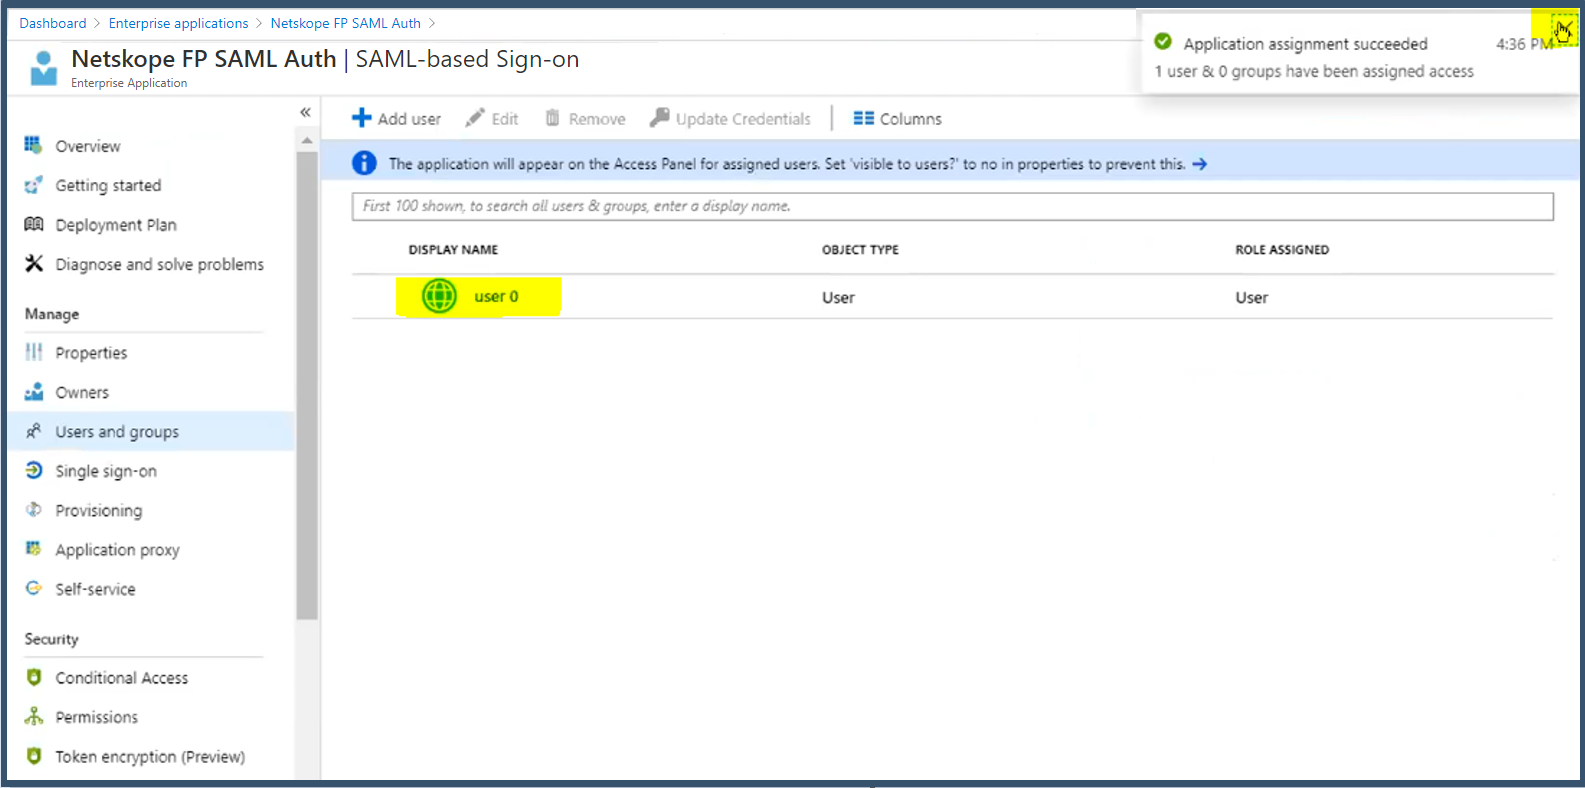 Dashboard > Enterprise applications > Netskope FP SAML Auth >
Netskope FP SAML Auth | SAML-based Sign-on
Enterprise Application
Application assignment succeeded 4:36 PM
1 user & 0 groups have been assigned access
«
Overview
Getting started
Deployment Plan
Diagnose and solve problems
Manage
Properties
Owners
Users and groups
Single sign-on
Provisioning
Application proxy
Self-service
Security
Conditional Access
Permissions
Token encryption (Preview)
Add user Edit Remove Update Credentials | Columns
The application will appear on the Access Panel for assigned users. Set 'visible to users?' to no in properties to prevent this. →
First 100 shown, to search all users & groups, enter a display name.
DISPLAY NAME OBJECT TYPE ROLE ASSIGNED
user 0 User User